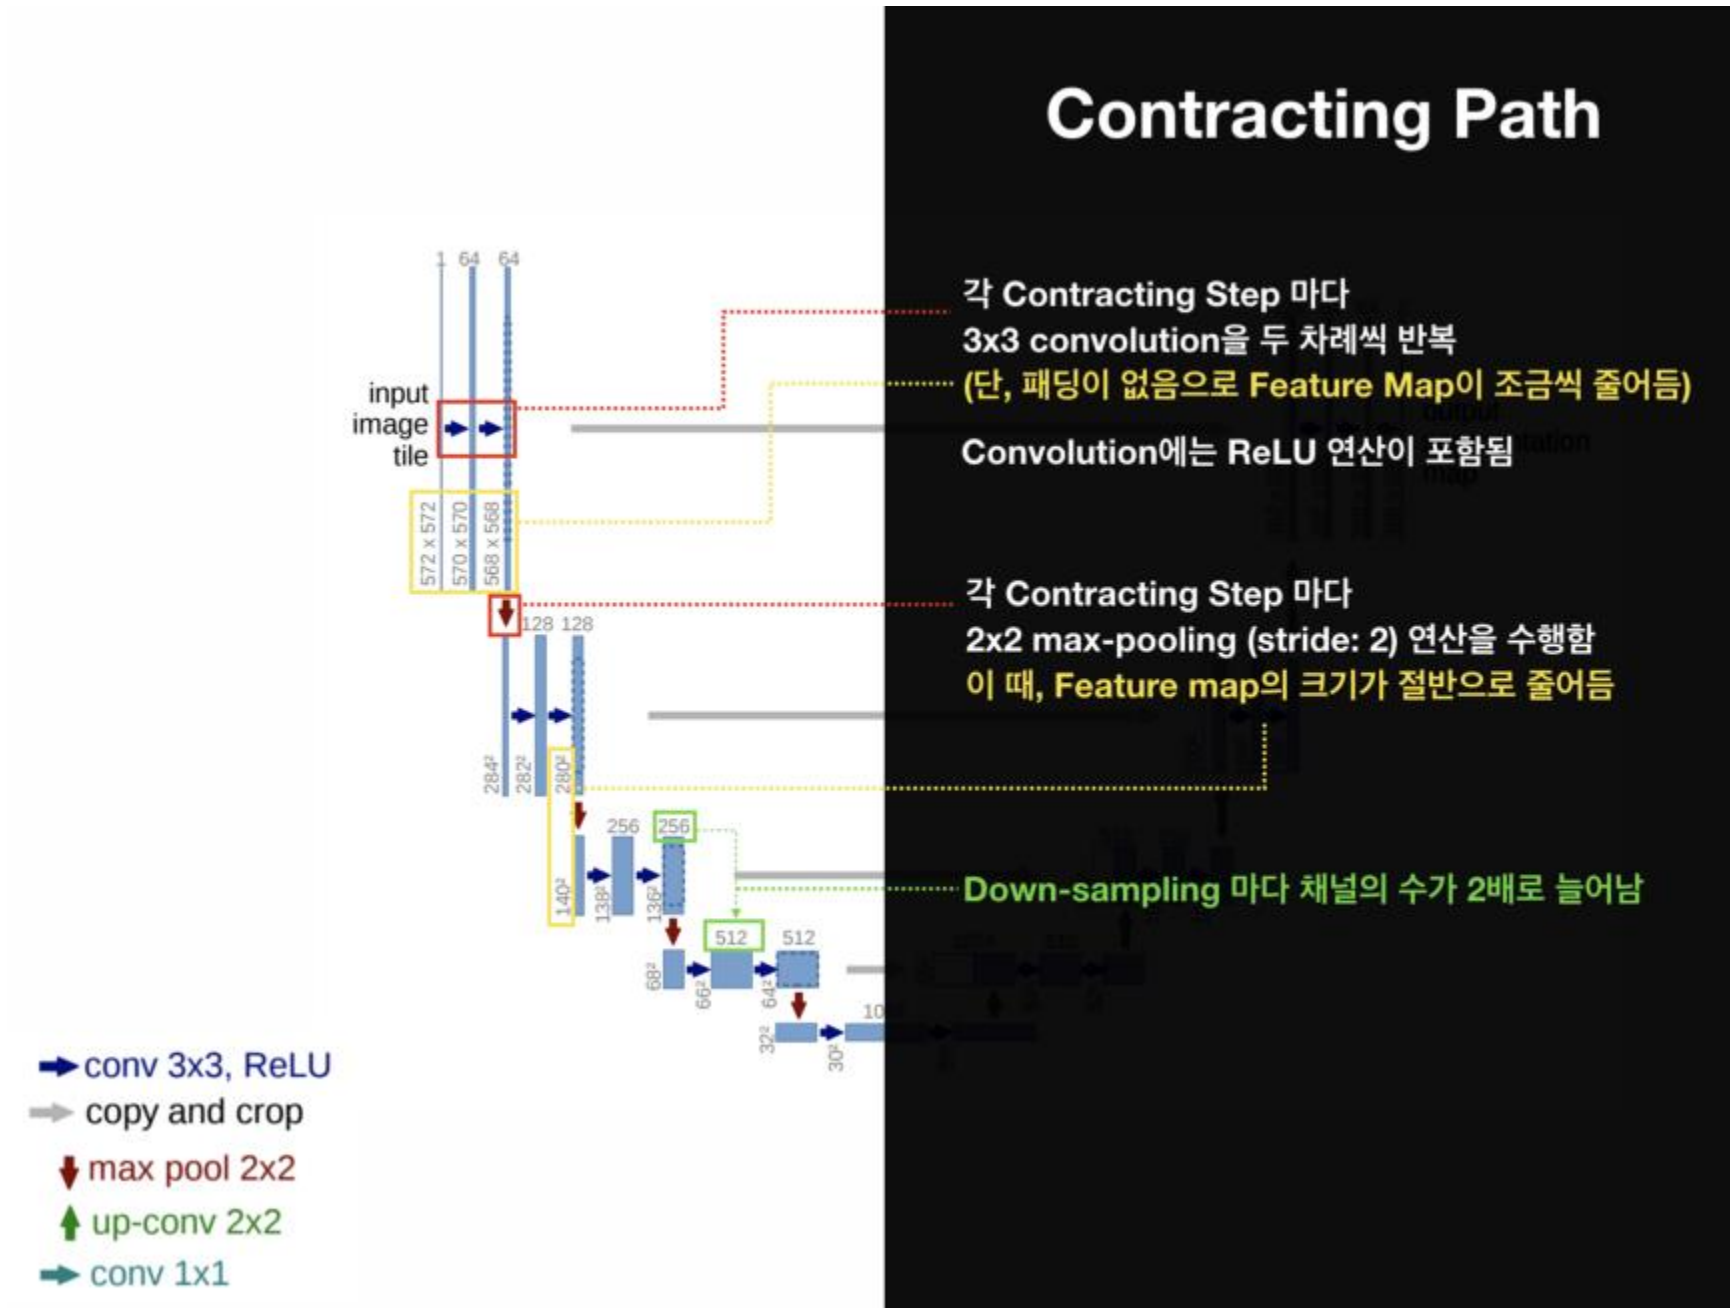 Contracting Path
각 Contracting Step 마다
3x3 convolution을 두 차례씩 반복
(단, 패딩이 없음으로 Feature Map이 조금씩 줄어듬)
Convolution에는 ReLU 연산이 포함됨
각 Contracting Step 마다
2x2 max-pooling (stride: 2) 연산을 수행함
이 때, Feature map의 크기가 절반으로 줄어듬
Down-sampling 마다 채널의 수가 2배로 늘어남
1 64 64
input
image
tile
572 x 572
570 x 570
568 x 568
128 128
284²
282²
280²
256 256
140²
138²
136²
512 512
68²
66²
64²
32²
30²
output
map
conv 3x3, ReLU
copy and crop
max pool 2x2
up-conv 2x2
conv 1x1